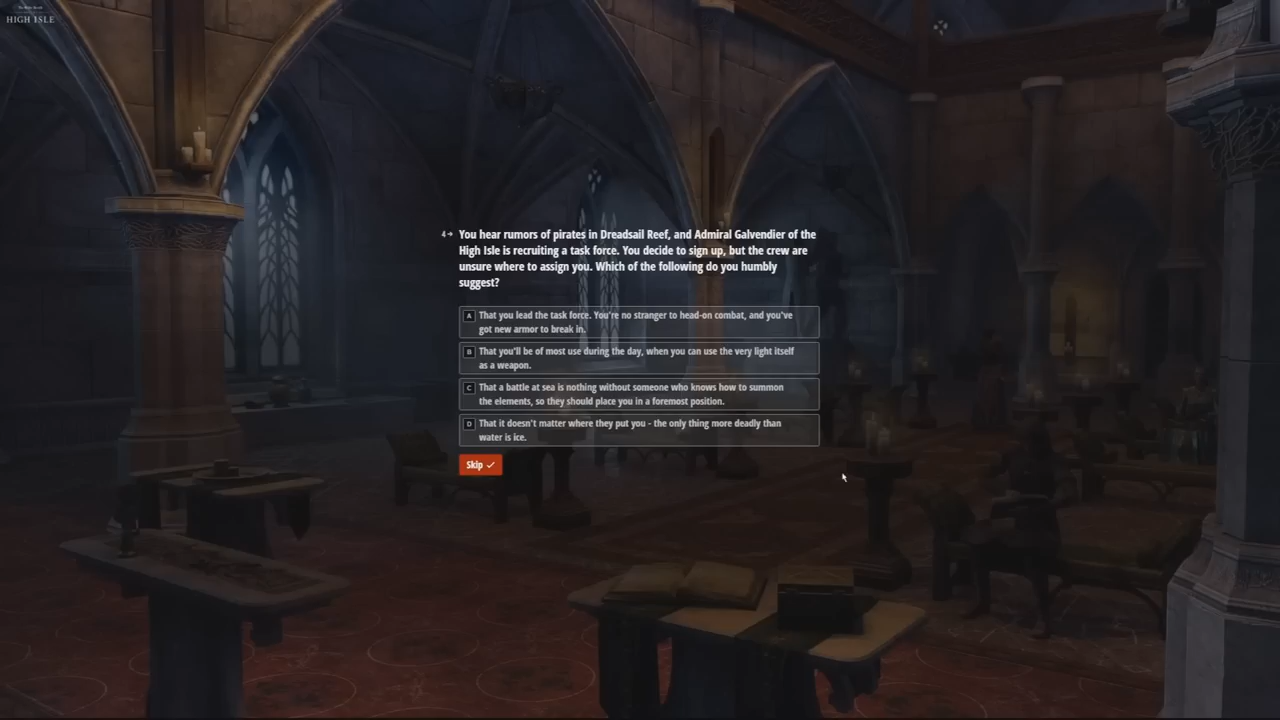 HIGH ISLE
4→ You hear rumors of pirates in Dreadsail Reef, and Admiral Galvendier of the
High Isle is recruiting a task force. You decide to sign up, but the crew are
unsure where to assign you. Which of the following do you humbly
suggest?
A That you lead the task force. You're no stranger to head-on combat, and you've
got new armor to break in.
B That you'll be of most use during the day, when you can use the very light itself
as a weapon.
C That a battle at sea is nothing without someone who knows how to summon
the elements, so they should place you in a foremost position.
D That it doesn't matter where they put you - the only thing more deadly than
water is ice.
Skip ✓